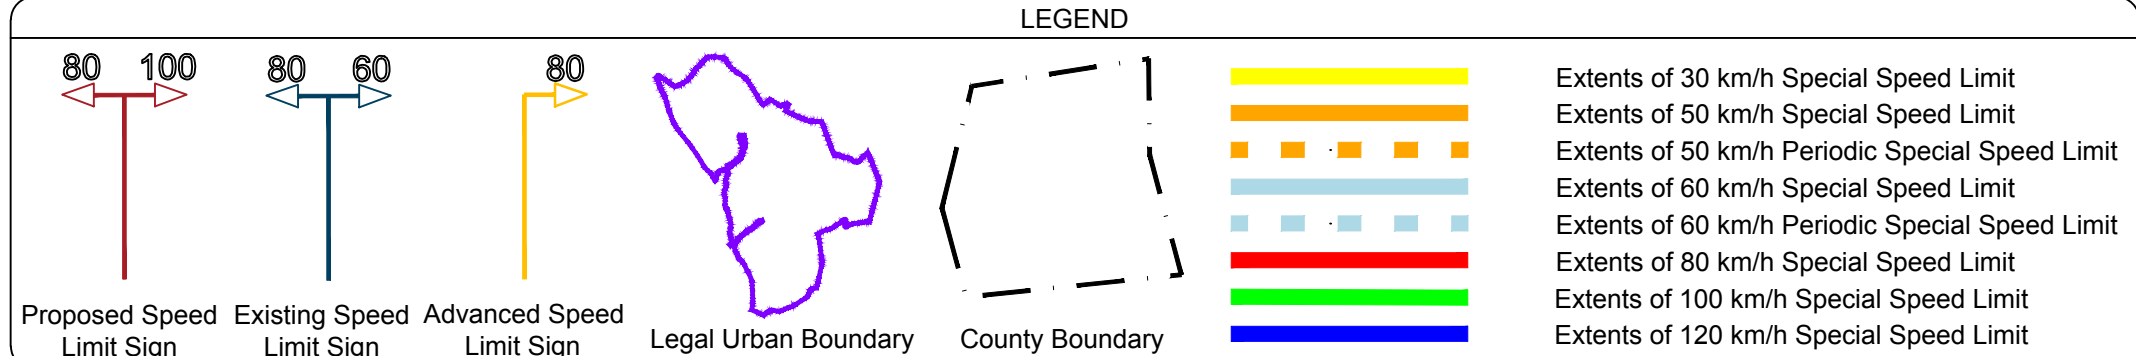 LEGEND
80 100
80 60
80
Proposed Speed
Limit Sign
Existing Speed
Limit Sign
Advanced Speed
Limit Sign
Legal Urban Boundary
County Boundary
Extents of 30 km/h Special Speed Limit
Extents of 50 km/h Special Speed Limit
Extents of 50 km/h Periodic Special Speed Limit
Extents of 60 km/h Special Speed Limit
Extents of 60 km/h Periodic Special Speed Limit
Extents of 80 km/h Special Speed Limit
Extents of 100 km/h Special Speed Limit
Extents of 120 km/h Special Speed Limit